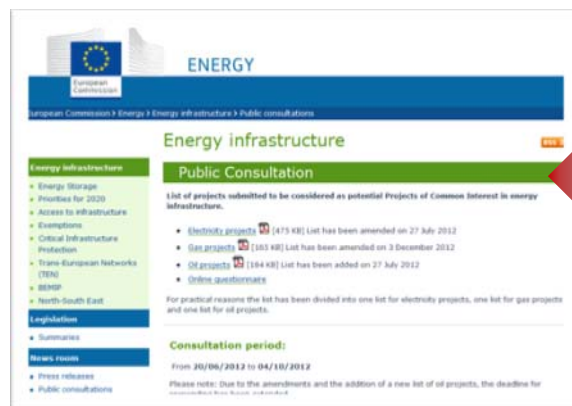 European
Commission
ENERGY
European Commission > Energy > Energy infrastructure > Public consultations
Energy infrastructure
RSS
Energy infrastructure
Energy Storage
Priorities for 2020
Access to infrastructure
Exemptions
Critical Infrastructure
Protection
Trans-European Networks
(TEN)
BEMIP
North-South East
Legislation
Summaries
News room
Press releases
Public consultations
Public Consultation
List of projects submitted to be considered as potential Projects of Common Interest in energy
infrastructure.
Electricity projects [475 KB] List has been amended on 27 July 2012
Gas projects [163 KB] List has been amended on 3 December 2012
Oil projects [184 KB] List has been added on 27 July 2012
Online questionnaire
For practical reasons the list has been divided into one list for electricity projects, one list for gas projects
and one list for oil projects.
Consultation period:
From 20/06/2012 to 04/10/2012
Please note: Due to the amendments and the addition of a new list of oil projects, the deadline for